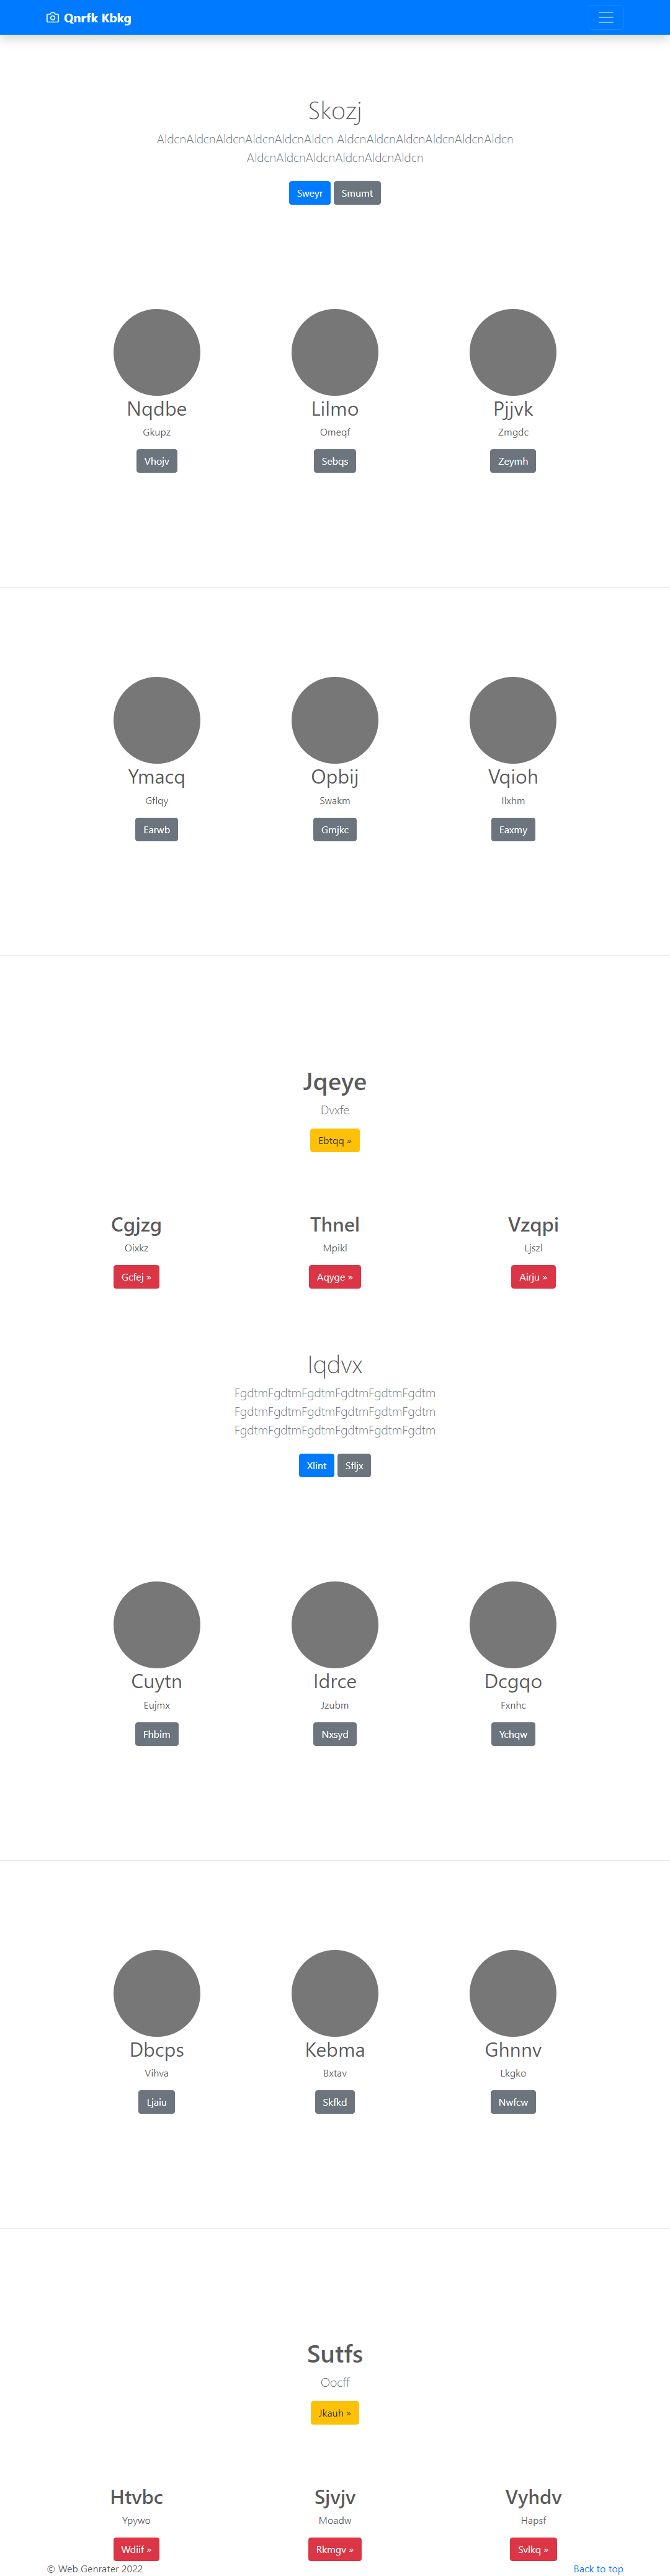 Qnrfk Kbkg
Skozj
AldcnAldcnAldcnAldcnAldcnAldcn AldcnAldcnAldcnAldcnAldcnAldcn
AldcnAldcnAldcnAldcnAldcnAldcn
Sweyr Smumt
Nqdbe Lilmo Pjjvk
Gkupz Omeqf Zmgdc
Vhojv Sebqs Zeymh
Ymacq Opbij Vqioh
Gflqy Swakm Ilxhm
Earwb Gmjkc Eaxmy
Jqeye
Dvxfe
Ebtqq »
Cgjzg Thnel Vzqpi
Oixkz Mpikl Ljszl
Gcfej » Aqyge » Airju »
Iqdvx
FgdtmFgdtmFgdtmFgdtmFgdtmFgdtm
FgdtmFgdtmFgdtmFgdtmFgdtmFgdtm
FgdtmFgdtmFgdtmFgdtmFgdtmFgdtm
Xlint Sfljx
Cuytn Idrce Dcgqo
Eujmx Jzubm Fxnhc
Fhbim Nxsyd Ychqw
Dbcps Kebma Ghnnv
Vihva Bxtav Lkgko
Ljaiu Skfkd Nwfcw
Sutfs
Oocff
Jkauh »
Htvbc Sjvjv Vyhdv
Ypywo Moadw Hapsf
Wdiif » Rkmgv » Svlkq »
© Web Genrater 2022 Back to top